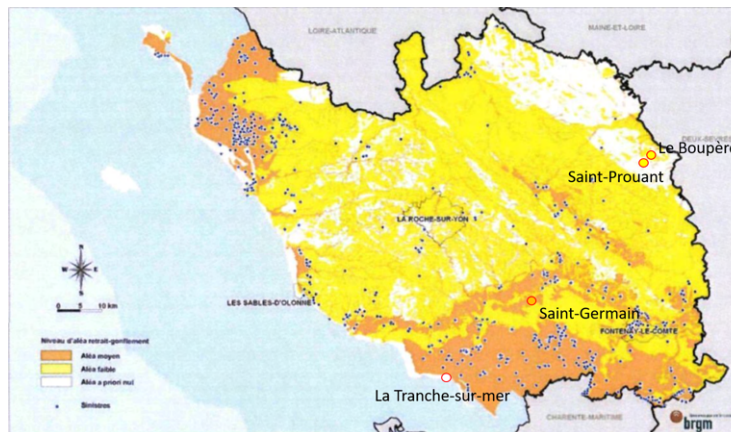 LOIRE-ATLANTIQUE
MAINE-ET-LOIRE
DEUX-SEVRES
Le Boupère
Saint-Prouant
LA ROCHE-SUR-YON
N
W E
S
0 5 10 km
LES SABLES-D'OLONNE
Saint-Germain
FONTENAY-LE-COMTE
Niveau d'aléa retrait-gonflement
Aléa moyen
Aléa faible
Aléa a priori nul
Sinistres
La Tranche-sur-mer
CHARENTE-MARITIME
brgm